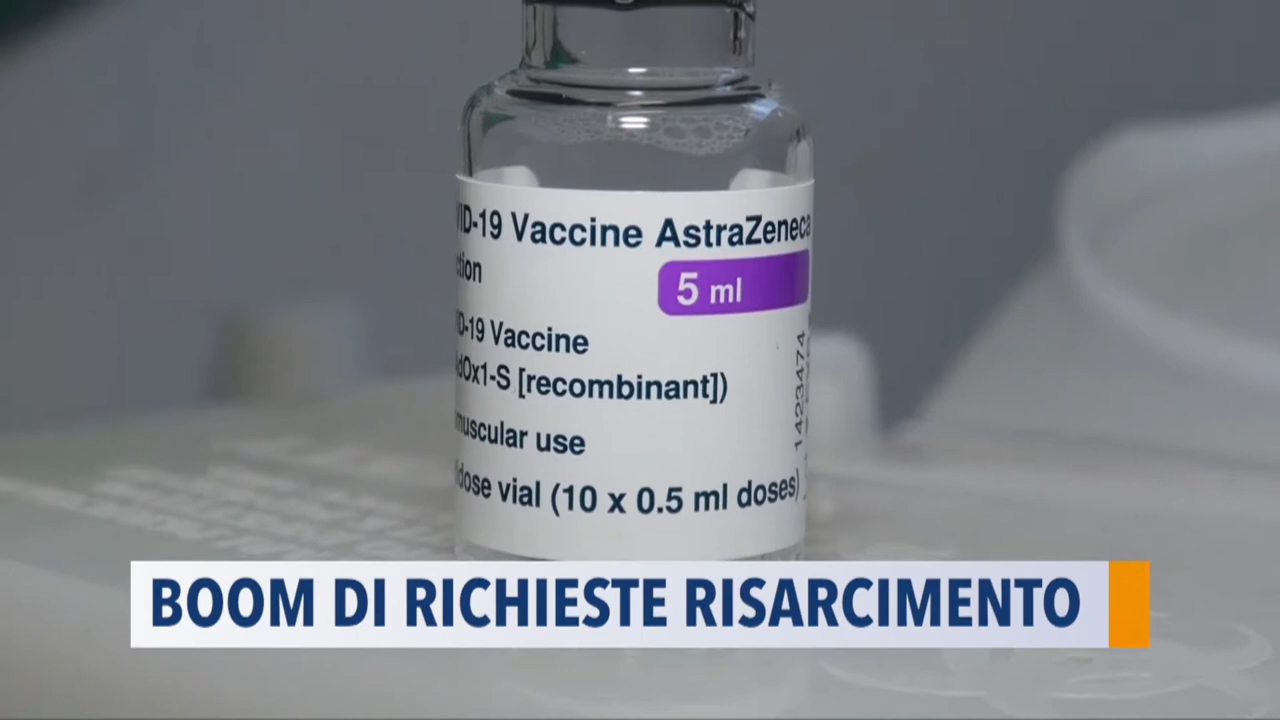 VID-19 Vaccine AstraZeneca
ction
5 ml
D-19 Vaccine
dOx1-S [recombinant])
muscular use
dose vial (10 x 0.5 ml doses)
1423474
BOOM DI RICHIESTE RISARCIMENTO